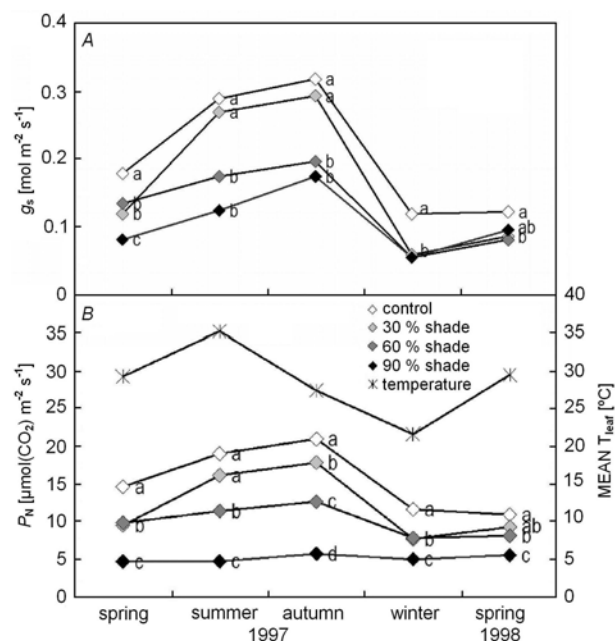 A
0.4
0.3
0.2
0.1
0
gs [mol m-2 s-1]
a
b
b
c
a
a
b
b
a
a
b
b
a
b
a
ab
b
B
40
35
30
25
20
15
10
5
0
35
30
25
20
15
10
5
0
PN [µmol(CO2) m-2 s-1]
MEAN Tleaf [ºC]
control
30 % shade
60 % shade
90 % shade
temperature
a
b
c
a
a
b
c
a
b
c
d
a
b
c
a
ab
b
c
spring summer autumn winter spring
1997 1998